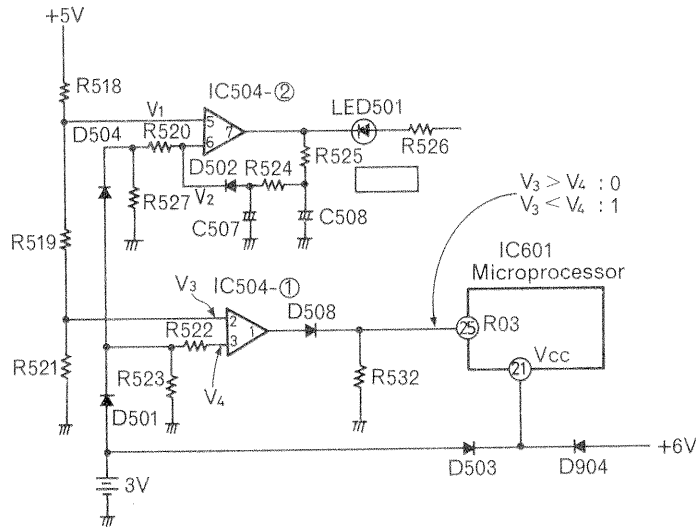 +5V
R518
IC504-②
V1
LED501
5
7
6
D504
R520
R526
R525
D502
R524
V2
R527
C507
C508
V3 > V4 : 0
V3 < V4 : 1
R519
IC601
Microprocessor
V3
IC504-①
D508
2
1
3
25
R03
R522
Vcc
21
R521
R523
V4
R532
D501
+6V
D503
D904
3V